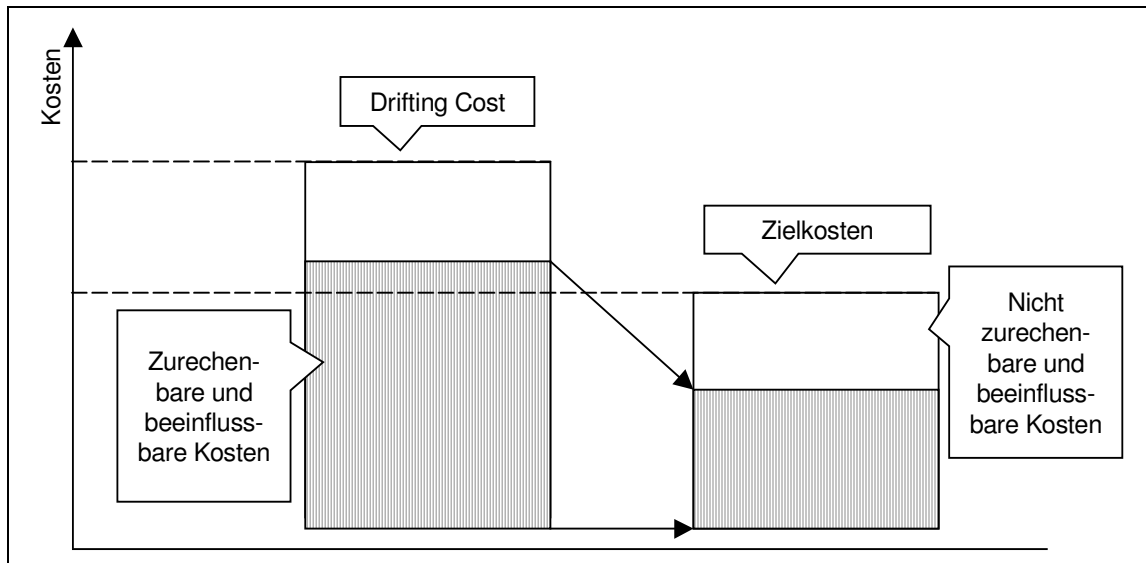 Kosten
Drifting Cost
Zielkosten
Zurechen-
bare und
beeinfluss-
bare Kosten
Nicht
zurechen-
bare und
beeinfluss-
bare Kosten